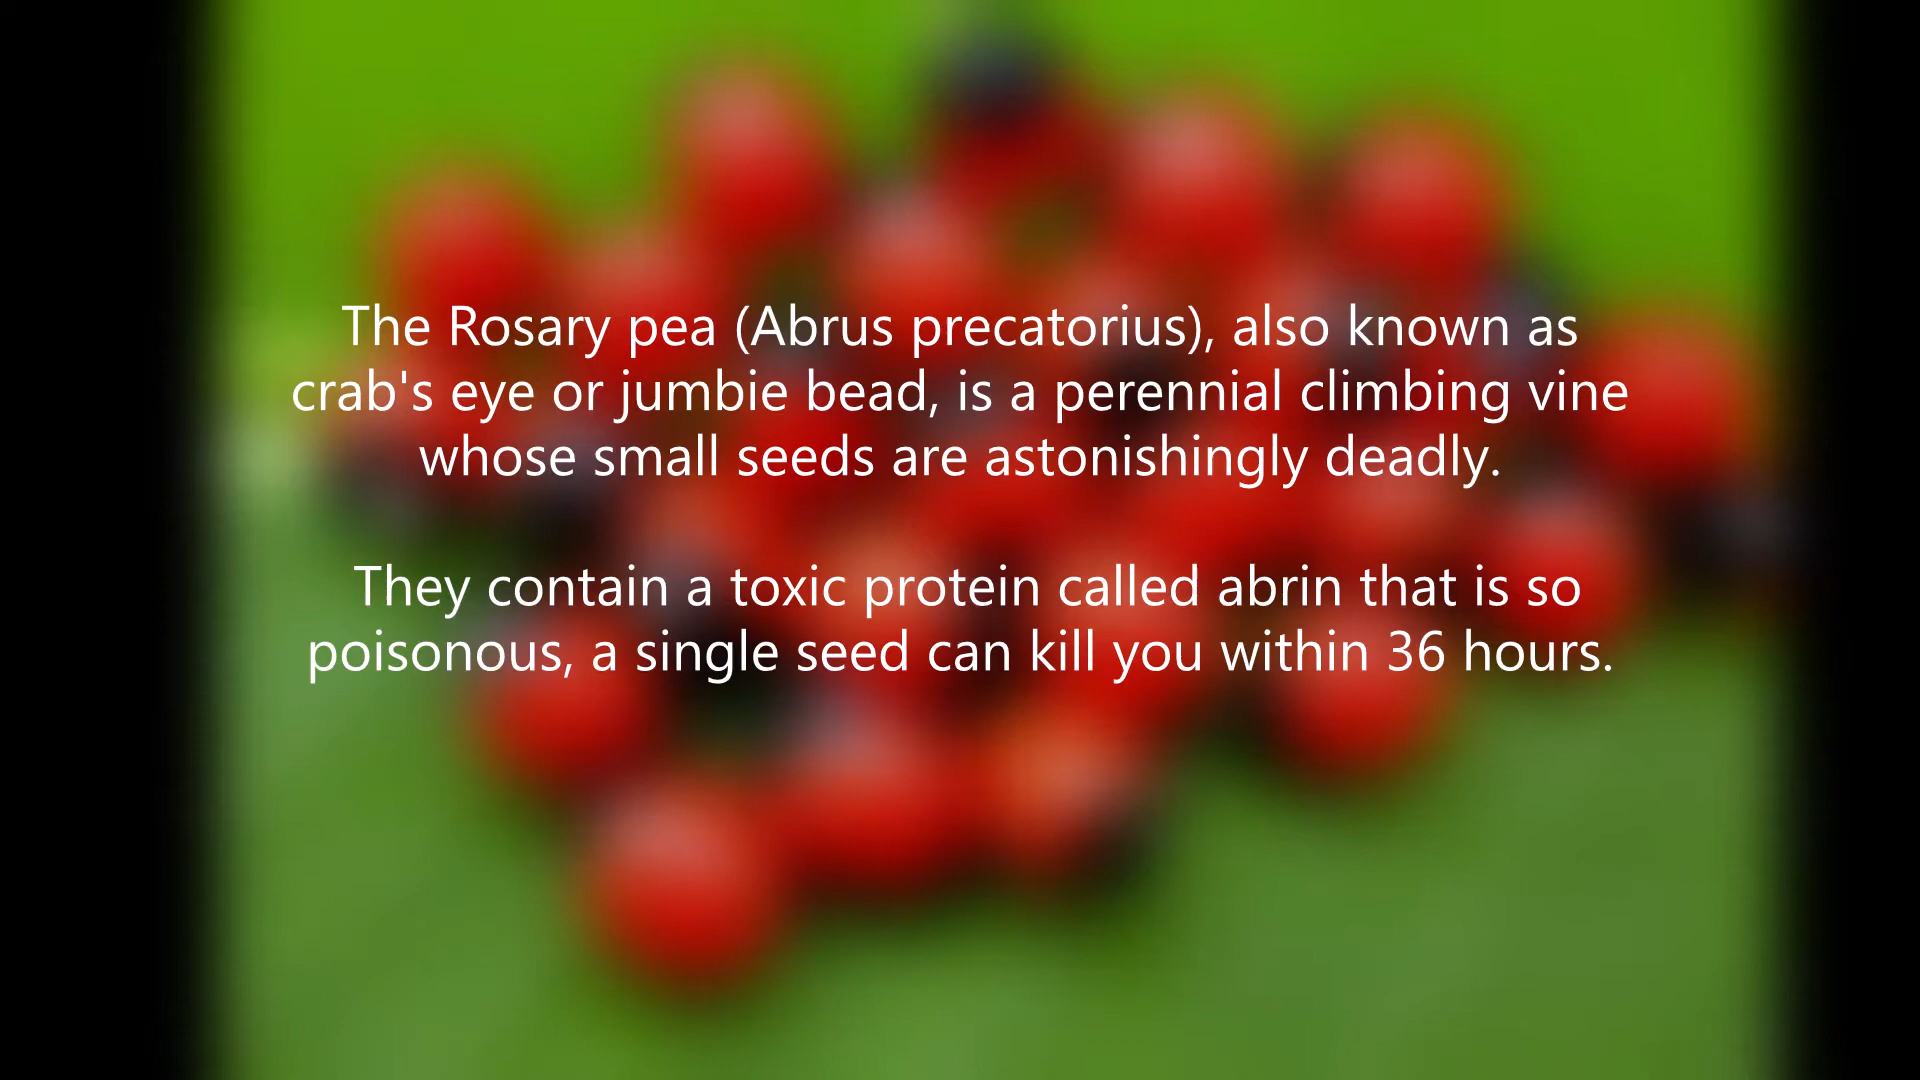 The Rosary pea (Abrus precatorius), also known as
crab's eye or jumbie bead, is a perennial climbing vine
whose small seeds are astonishingly deadly.
They contain a toxic protein called abrin that is so
poisonous, a single seed can kill you within 36 hours.